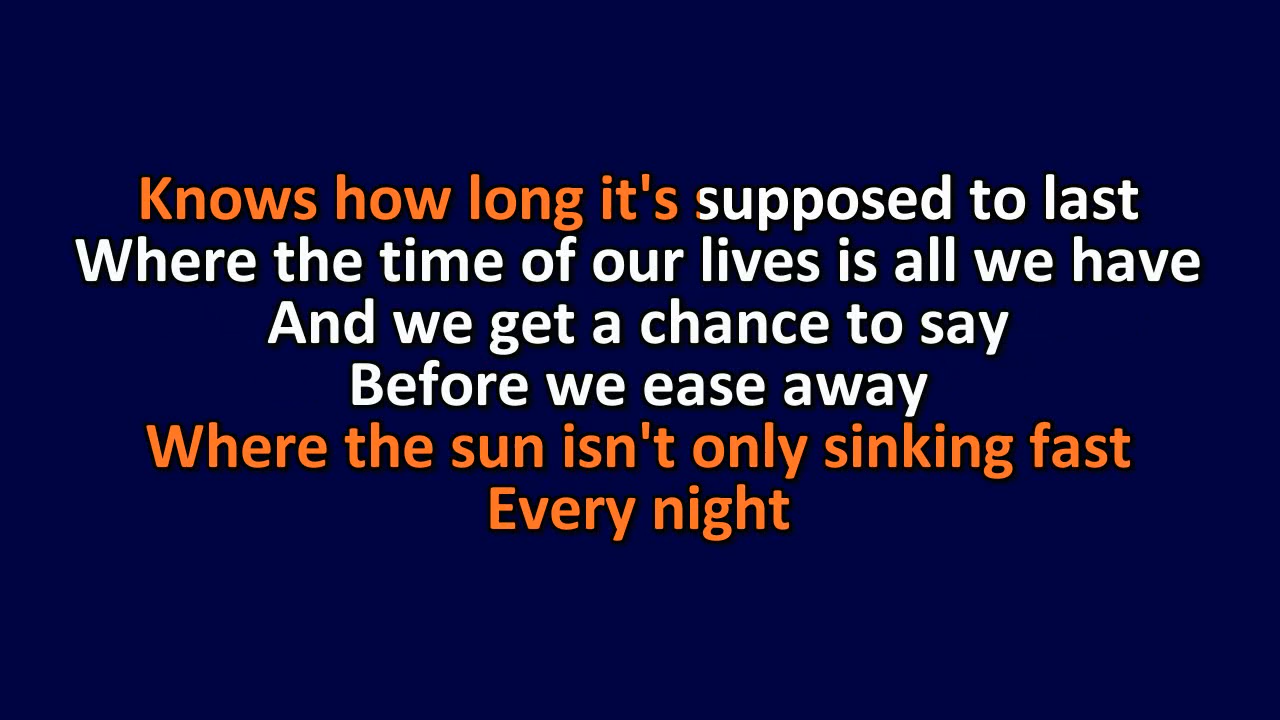 Knows how long it's supposed to last
Where the time of our lives is all we have
And we get a chance to say
Before we ease away
Where the sun isn't only sinking fast
Every night